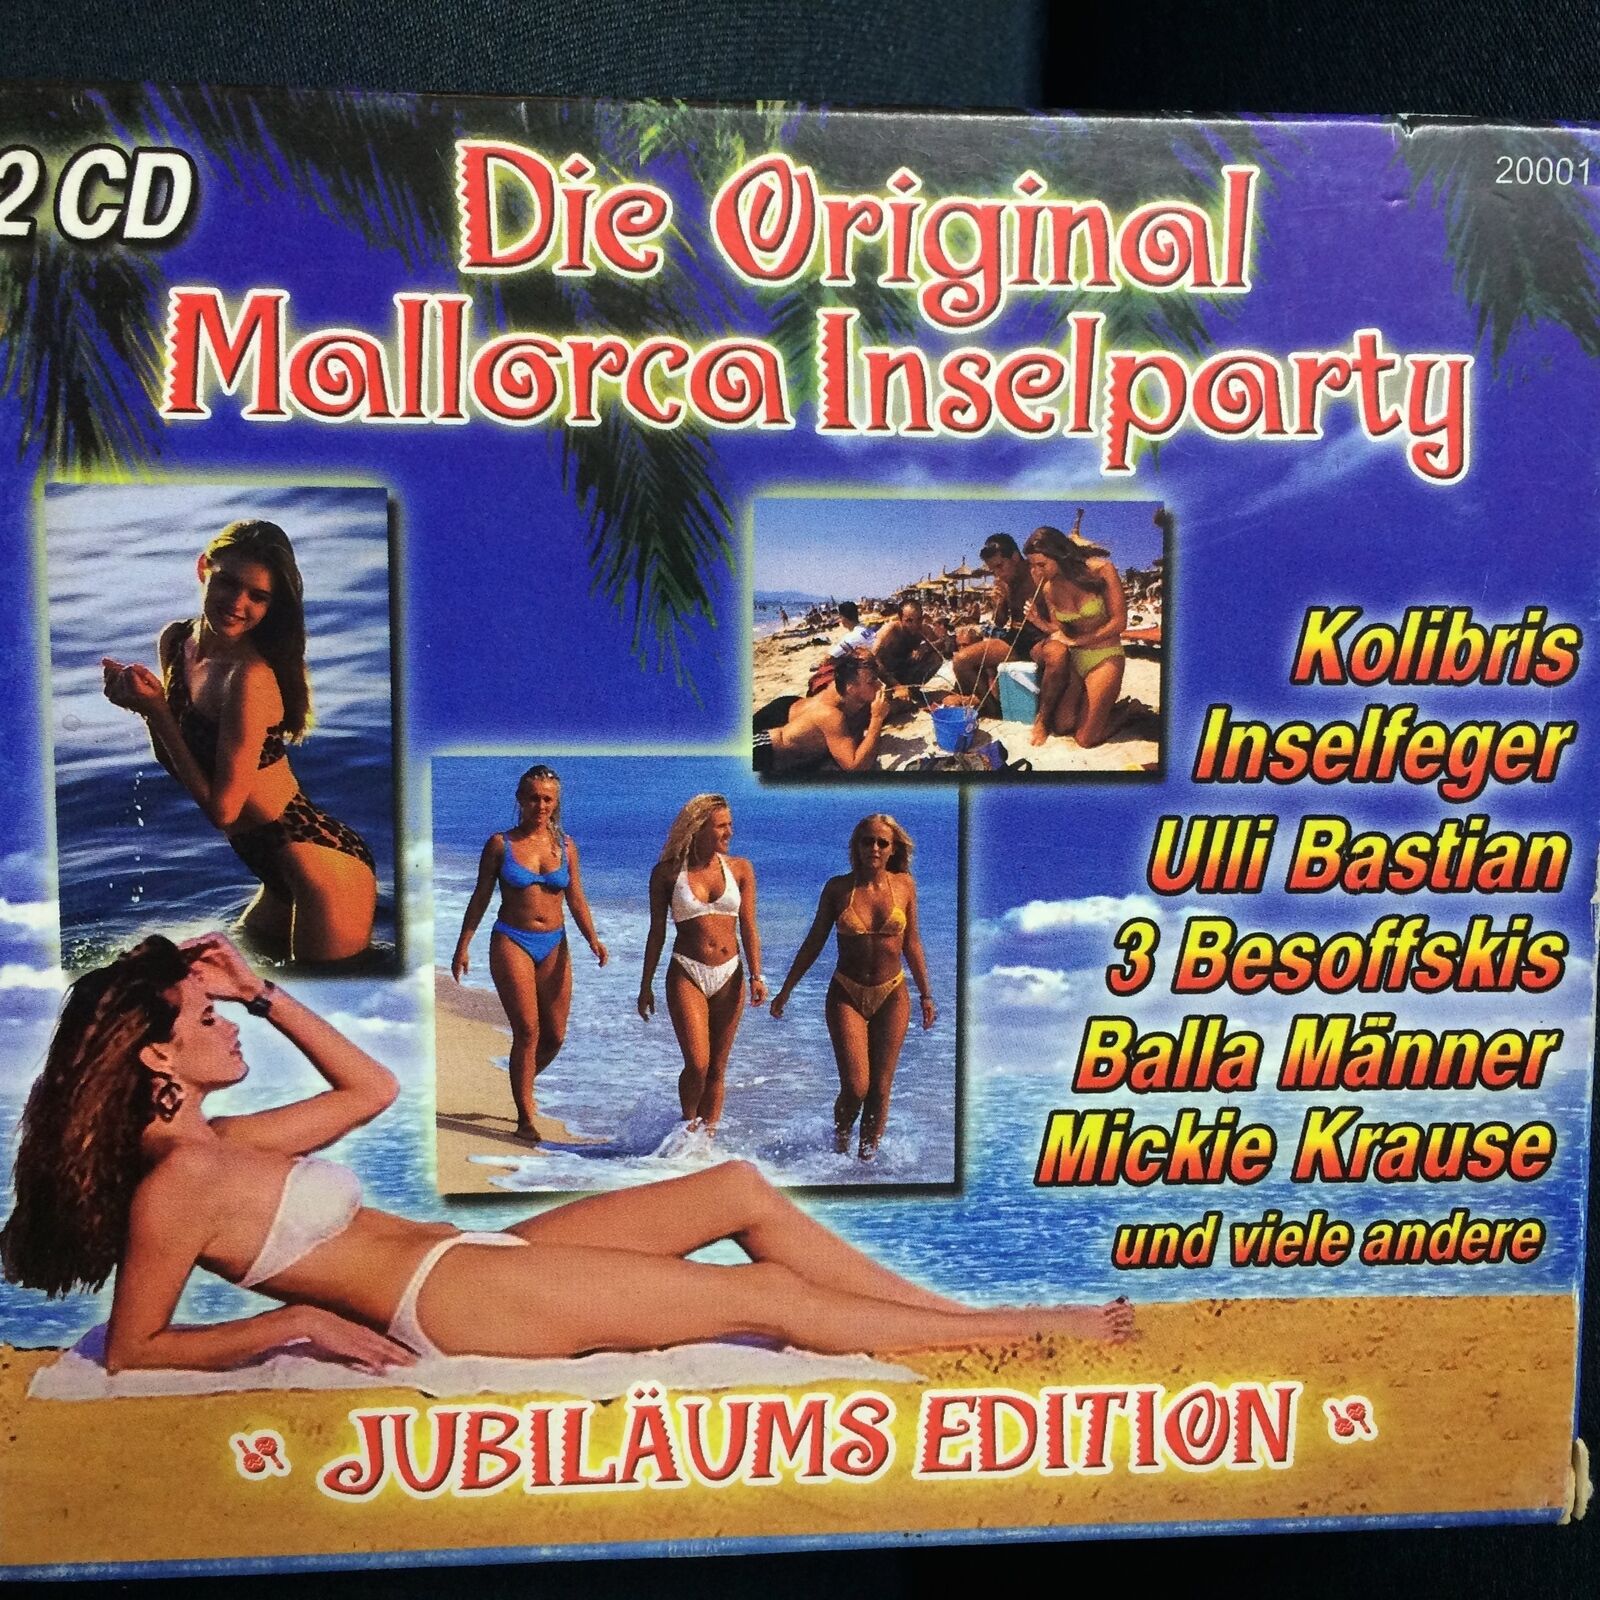 2 CD
20001
Die Original
Mallorca Inselparty
Kolibris
Inselfeger
Ulli Bastian
3 Besoffskis
Balla Männer
Mickie Krause
und viele andere
JUBILÄUMS EDITION